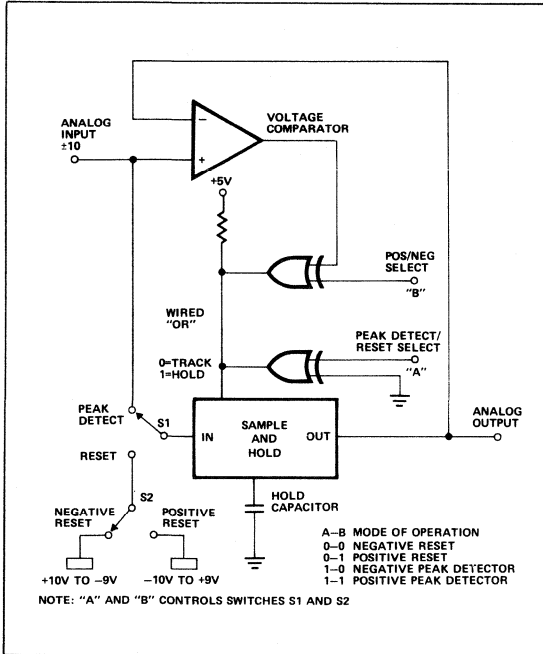 ANALOG
INPUT
±10
−
+
VOLTAGE
COMPARATOR
+5V
POS/NEG
SELECT
"B"
WIRED
"OR"
PEAK DETECT/
RESET SELECT
"A"
0=TRACK
1=HOLD
PEAK
DETECT
S1
IN
SAMPLE
AND
HOLD
OUT
ANALOG
OUTPUT
RESET
S2
NEGATIVE
RESET
POSITIVE
RESET
HOLD
CAPACITOR
+10V TO −9V
−10V TO +9V
A−B MODE OF OPERATION
0−0 NEGATIVE RESET
0−1 POSITIVE RESET
1−0 NEGATIVE PEAK DETECTOR
1−1 POSITIVE PEAK DETECTOR
NOTE: "A" AND "B" CONTROLS SWITCHES S1 AND S2